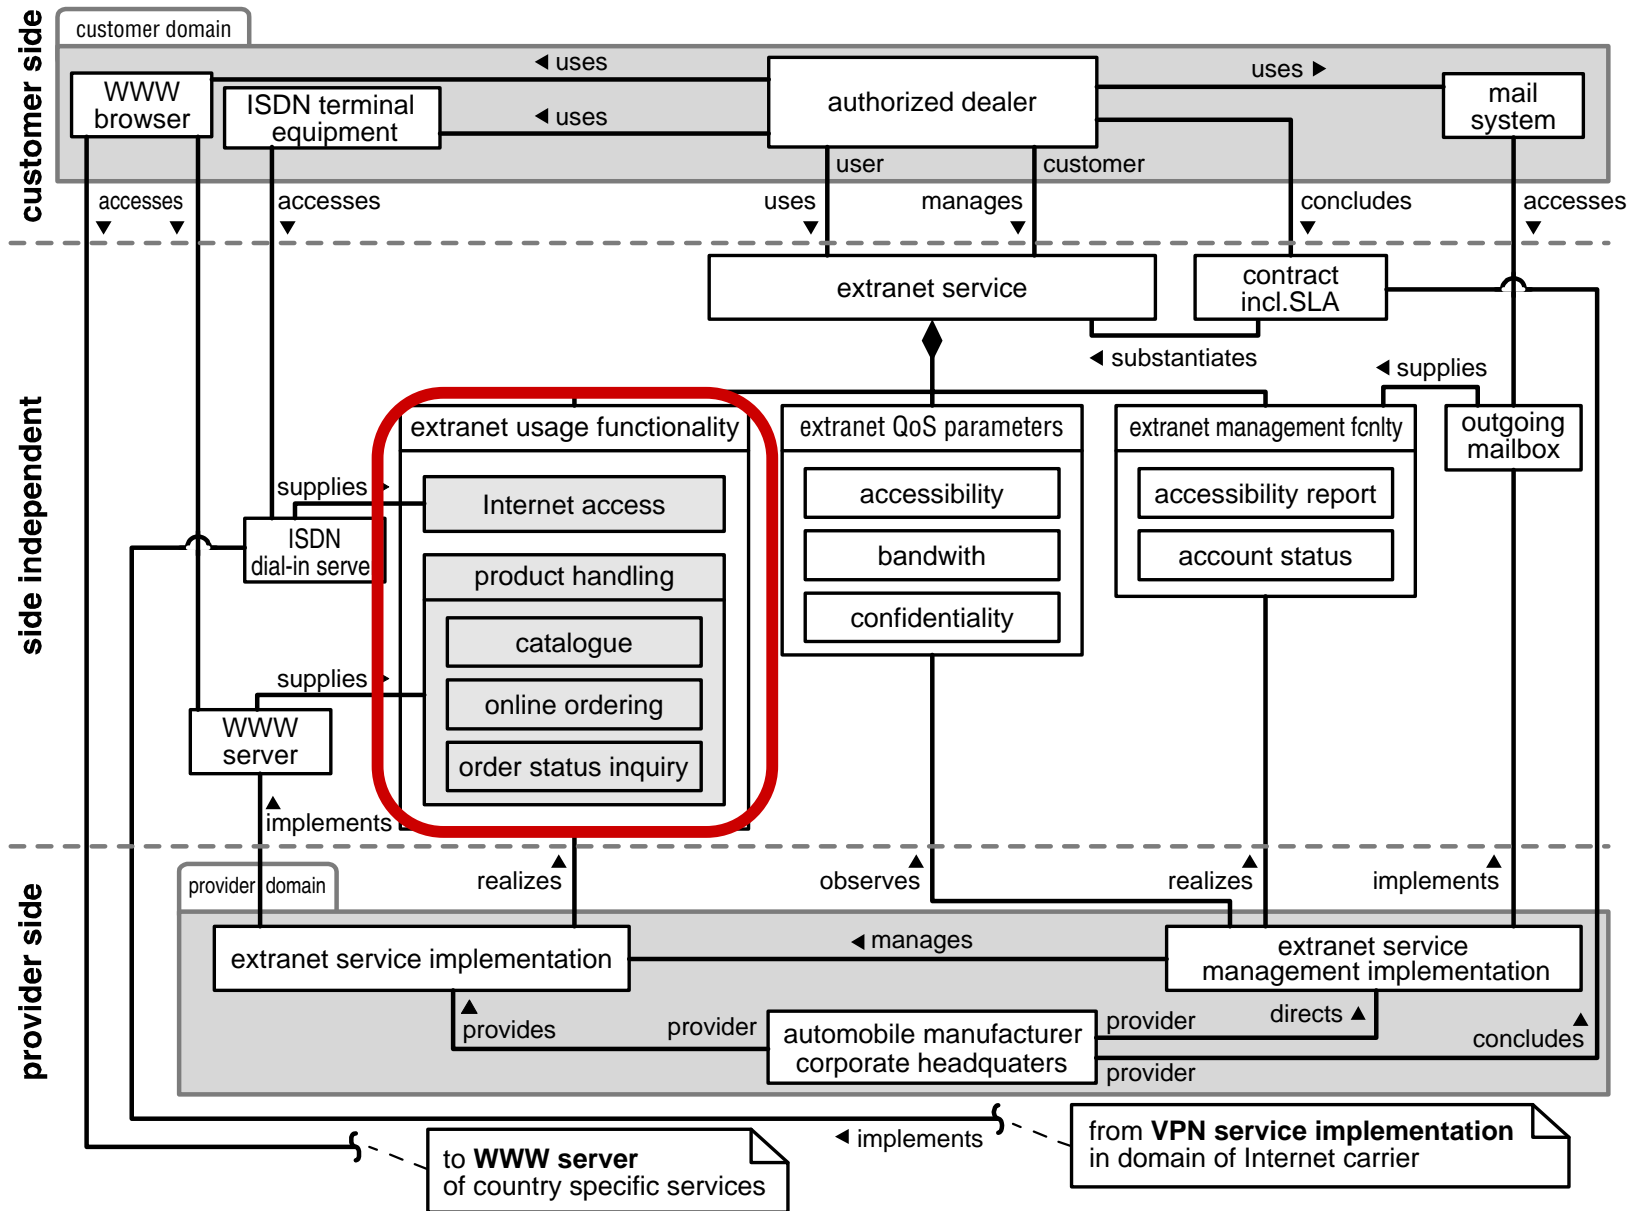 customer side
customer domain
WWW
browser
ISDN terminal
equipment
◄ uses
◄ uses
authorized dealer
uses ►
mail
system
user
customer
accesses
accesses
uses
manages
concludes
accesses
side independent
extranet service
contract
incl.SLA
◄ substantiates
◄ supplies
extranet usage functionality
extranet QoS parameters
extranet management fcnlty
outgoing
mailbox
supplies
Internet access
accessibility
accessibility report
ISDN
dial-in serve
bandwith
account status
product handling
confidentiality
catalogue
supplies
online ordering
WWW
server
order status inquiry
implements
provider side
provider domain
realizes
observes
realizes
implements
extranet service implementation
◄ manages
extranet service
management implementation
provides
provider
automobile manufacturer
corporate headquaters
provider
directs
provider
concludes
◄ implements
to WWW server
of country specific services
from VPN service implementation
in domain of Internet carrier